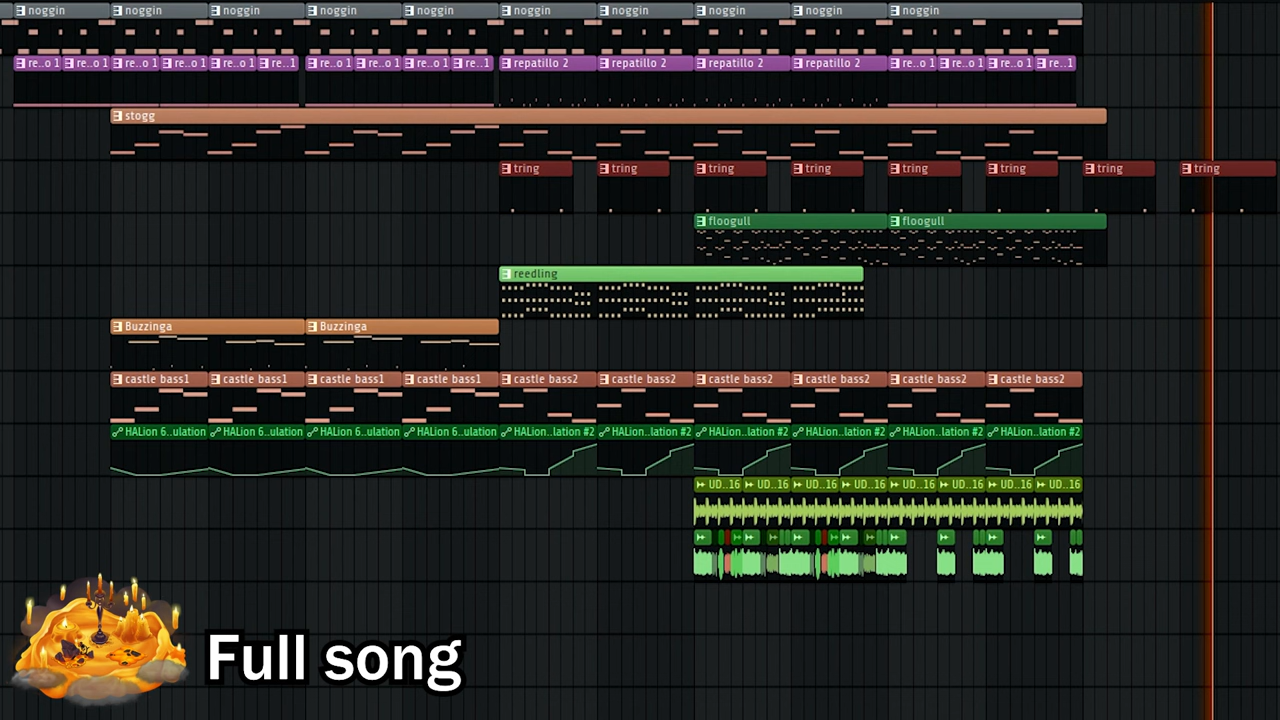 noggin noggin noggin noggin noggin noggin noggin noggin noggin noggin
re..o 1 re..o 1 re..o 1 re..o 1 re..o 1 re..1 re..o 1 re..o 1 re..o 1 re..1 repatillo 2 repatillo 2 repatillo 2 repatillo 2 re..o 1 re..o 1 re..o 1 re..1
stogg
tring tring tring tring tring tring tring tring
floogull floogull
reedling
Buzzinga Buzzinga
castle bass1 castle bass1 castle bass1 castle bass1 castle bass2 castle bass2 castle bass2 castle bass2 castle bass2 castle bass2
HALion 6..ulation HALion 6..ulation HALion 6..ulation HALion 6..ulation HALion..lation #2 HALion..lation #2 HALion..lation #2 HALion..lation #2 HALion..lation #2 HALion..lation #2
UD..16 UD..16 UD..16 UD..16 UD..16 UD..16 UD..16 UD..16
Full song